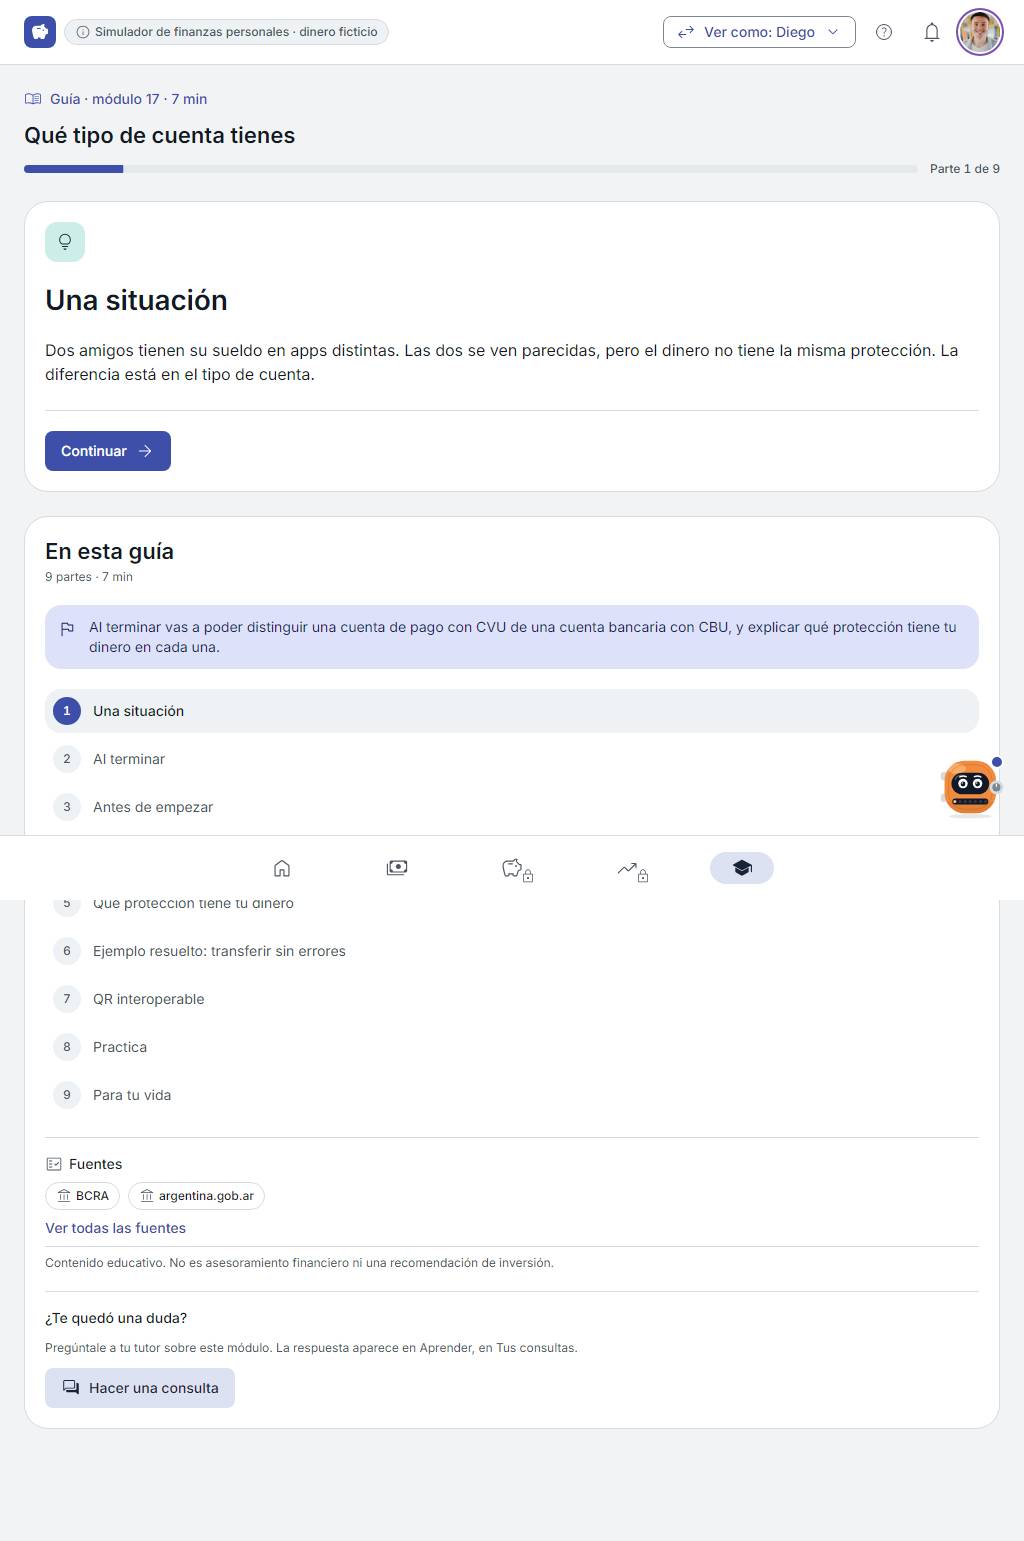 Simulador de finanzas personales · dinero ficticio
Ver como: Diego
Guía · módulo 17 · 7 min
Qué tipo de cuenta tienes
Parte 1 de 9
Una situación
Dos amigos tienen su sueldo en apps distintas. Las dos se ven parecidas, pero el dinero no tiene la misma protección. La
diferencia está en el tipo de cuenta.
Continuar
En esta guía
9 partes · 7 min
Al terminar vas a poder distinguir una cuenta de pago con CVU de una cuenta bancaria con CBU, y explicar qué protección tiene tu
dinero en cada una.
1 Una situación
2 Al terminar
3 Antes de empezar
5 Qué protección tiene tu dinero
6 Ejemplo resuelto: transferir sin errores
7 QR interoperable
8 Practica
9 Para tu vida
Fuentes
BCRA
argentina.gob.ar
Ver todas las fuentes
Contenido educativo. No es asesoramiento financiero ni una recomendación de inversión.
¿Te quedó una duda?
Pregúntale a tu tutor sobre este módulo. La respuesta aparece en Aprender, en Tus consultas.
Hacer una consulta